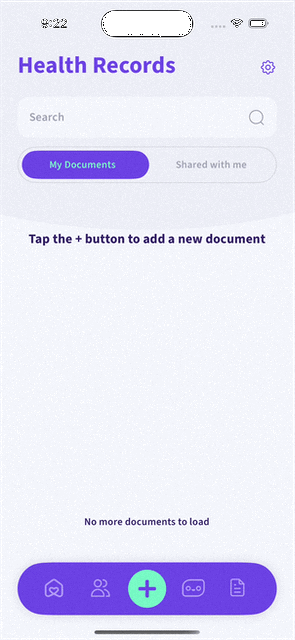 9:22
Health Records
Search
My Documents
Shared with me
Tap the + button to add a new document
No more documents to load